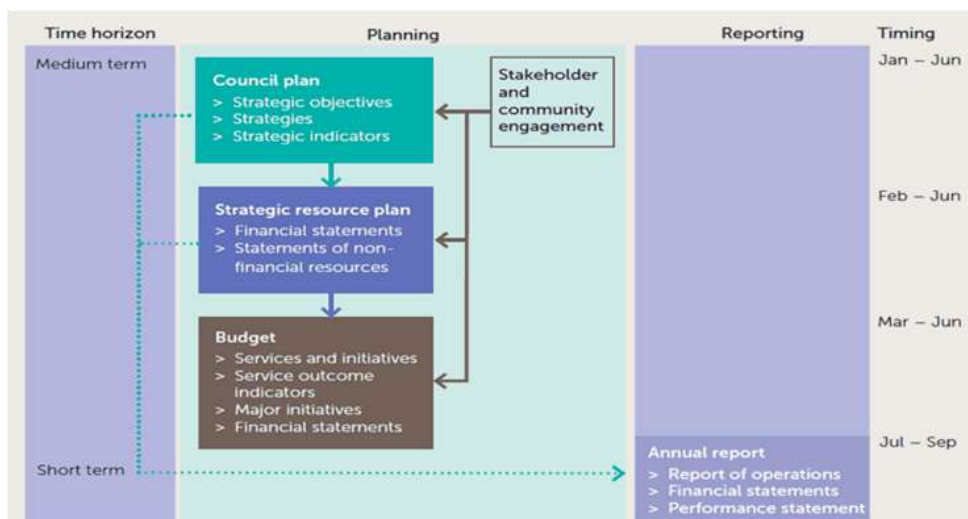 Time horizon
Planning
Reporting
Timing
Medium term
Council plan
> Strategic objectives
> Strategies
> Strategic indicators
Stakeholder
and
community
engagement
Jan – Jun
Strategic resource plan
> Financial statements
> Statements of non-
financial resources
Feb – Jun
Budget
> Services and initiatives
> Service outcome
indicators
> Major initiatives
> Financial statements
Mar – Jun
Short term
Annual report
> Report of operations
> Financial statements
> Performance statement
Jul – Sep